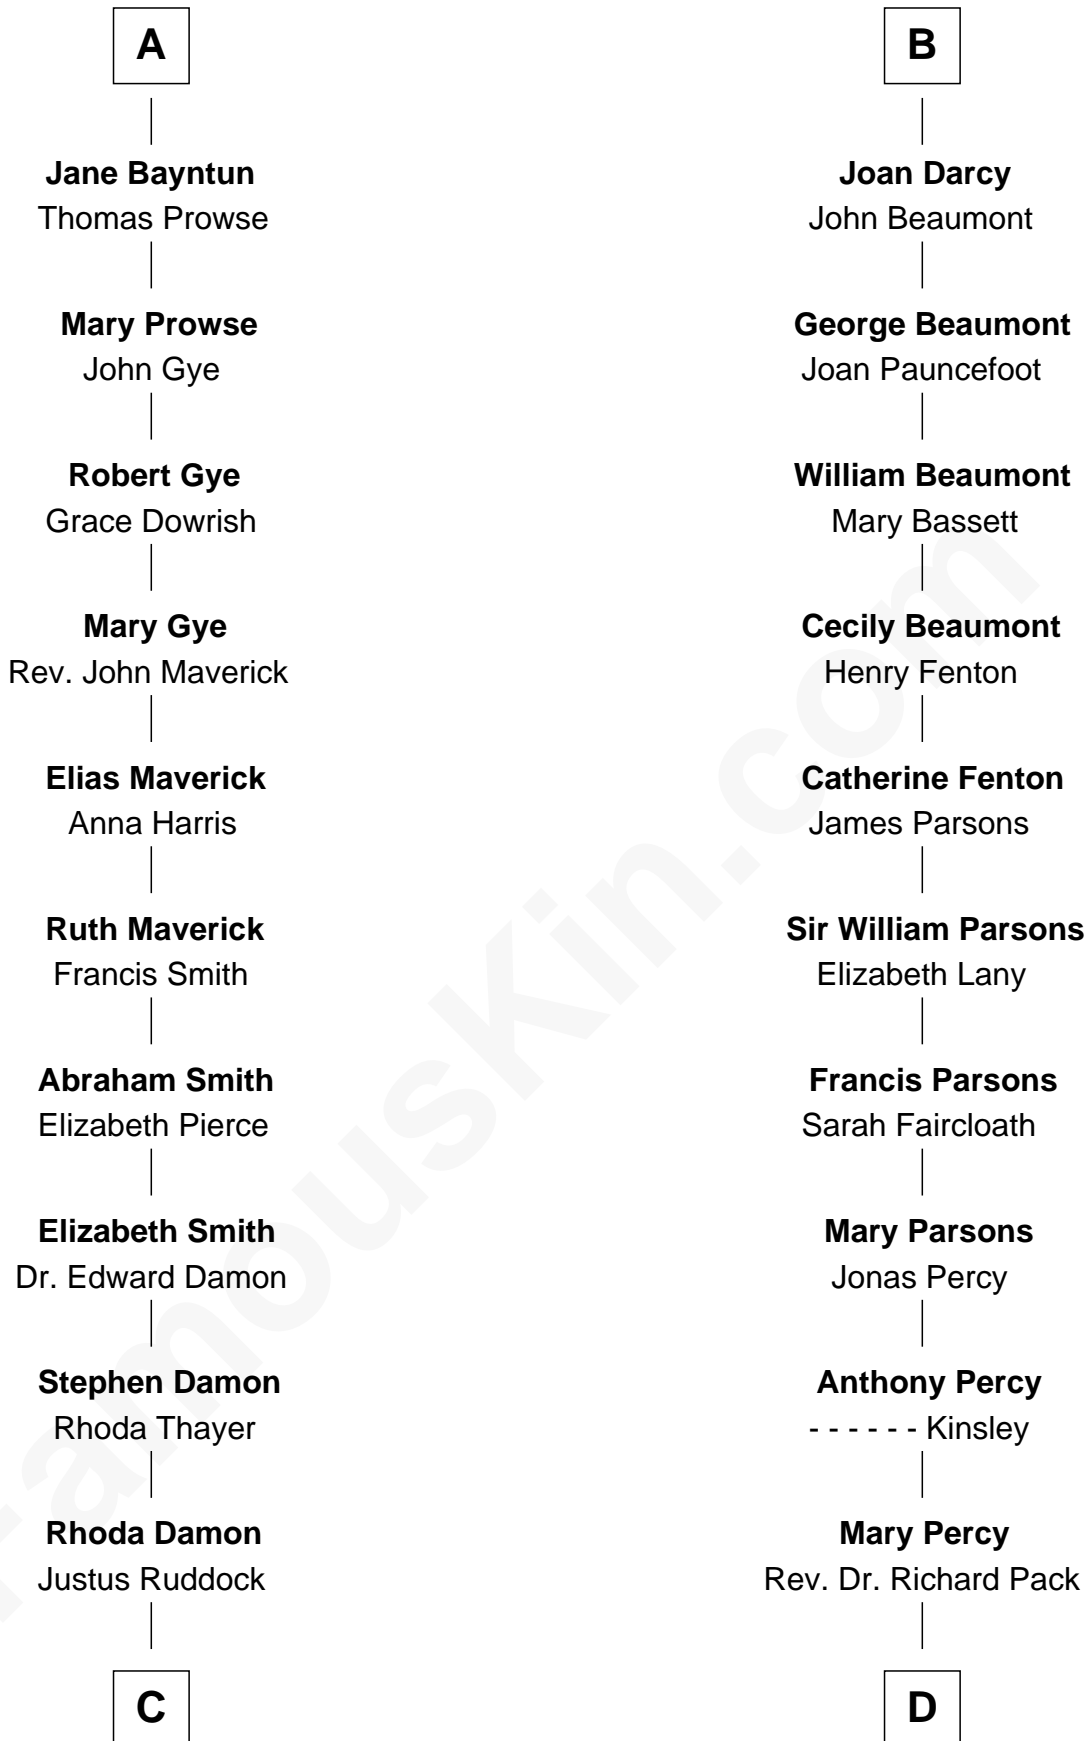 A
Jane Bayntun
Thomas Prowse
Mary Prowse
John Gye
Robert Gye
Grace Dowrish
Mary Gye
Rev. John Maverick
Elias Maverick
Anna Harris
Ruth Maverick
Francis Smith
Abraham Smith
Elizabeth Pierce
Elizabeth Smith
Dr. Edward Damon
Stephen Damon
Rhoda Thayer
Rhoda Damon
Justus Ruddock
C
B
Joan Darcy
John Beaumont
George Beaumont
Joan Pauncefoot
William Beaumont
Mary Bassett
Cecily Beaumont
Henry Fenton
Catherine Fenton
James Parsons
Sir William Parsons
Elizabeth Lany
Francis Parsons
Sarah Faircloath
Mary Parsons
Jonas Percy
Anthony Percy
- - - - - - Kinsley
Mary Percy
Rev. Dr. Richard Pack
D
FamousKin.com